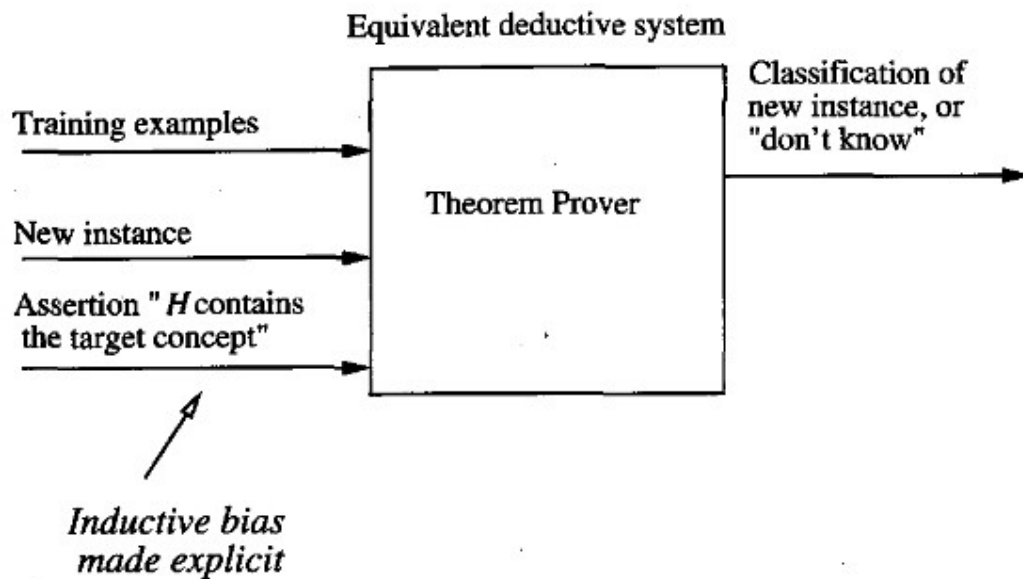 Equivalent deductive system
Training examples
New instance
Assertion " H contains
the target concept"
Theorem Prover
Classification of
new instance, or
"don't know"
Inductive bias
made explicit